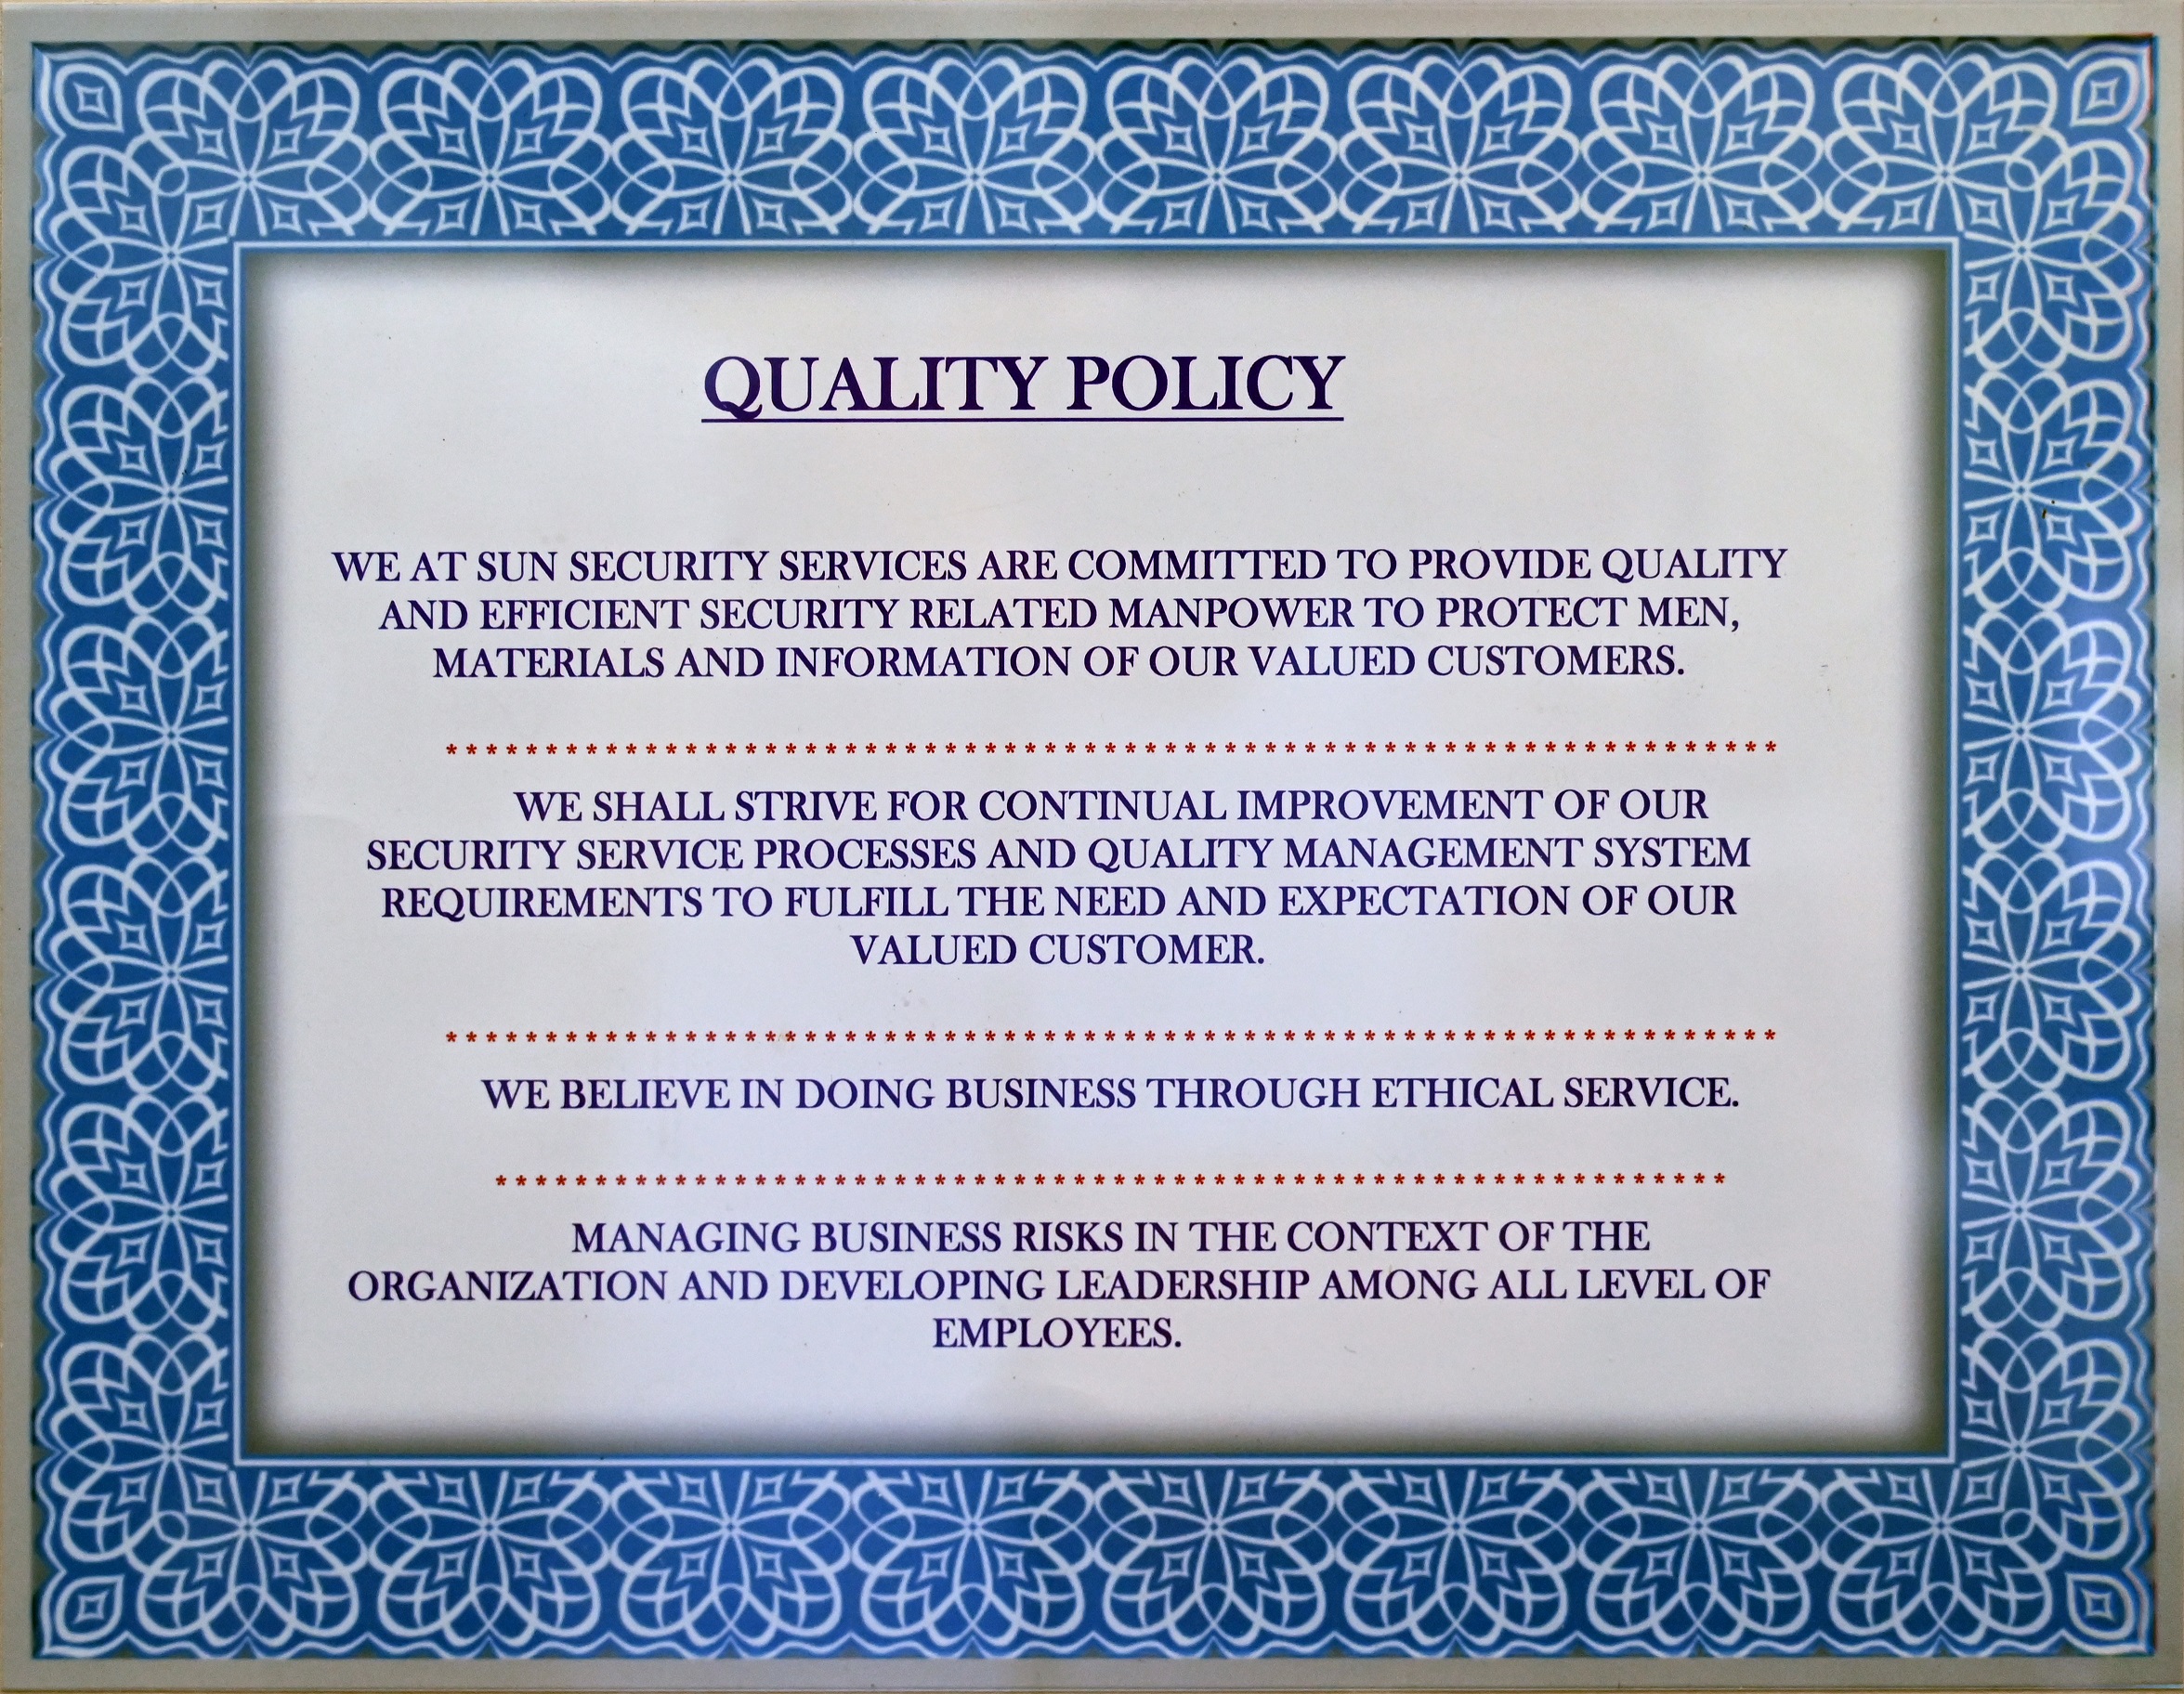 QUALITY POLICY
WE AT SUN SECURITY SERVICES ARE COMMITTED TO PROVIDE QUALITY
AND EFFICIENT SECURITY RELATED MANPOWER TO PROTECT MEN,
MATERIALS AND INFORMATION OF OUR VALUED CUSTOMERS.
*******************************************************************
WE SHALL STRIVE FOR CONTINUAL IMPROVEMENT OF OUR
SECURITY SERVICE PROCESSES AND QUALITY MANAGEMENT SYSTEM
REQUIREMENTS TO FULFILL THE NEED AND EXPECTATION OF OUR
VALUED CUSTOMER.
*******************************************************************
WE BELIEVE IN DOING BUSINESS THROUGH ETHICAL SERVICE.
**************************************************************
MANAGING BUSINESS RISKS IN THE CONTEXT OF THE
ORGANIZATION AND DEVELOPING LEADERSHIP AMONG ALL LEVEL OF
EMPLOYEES.